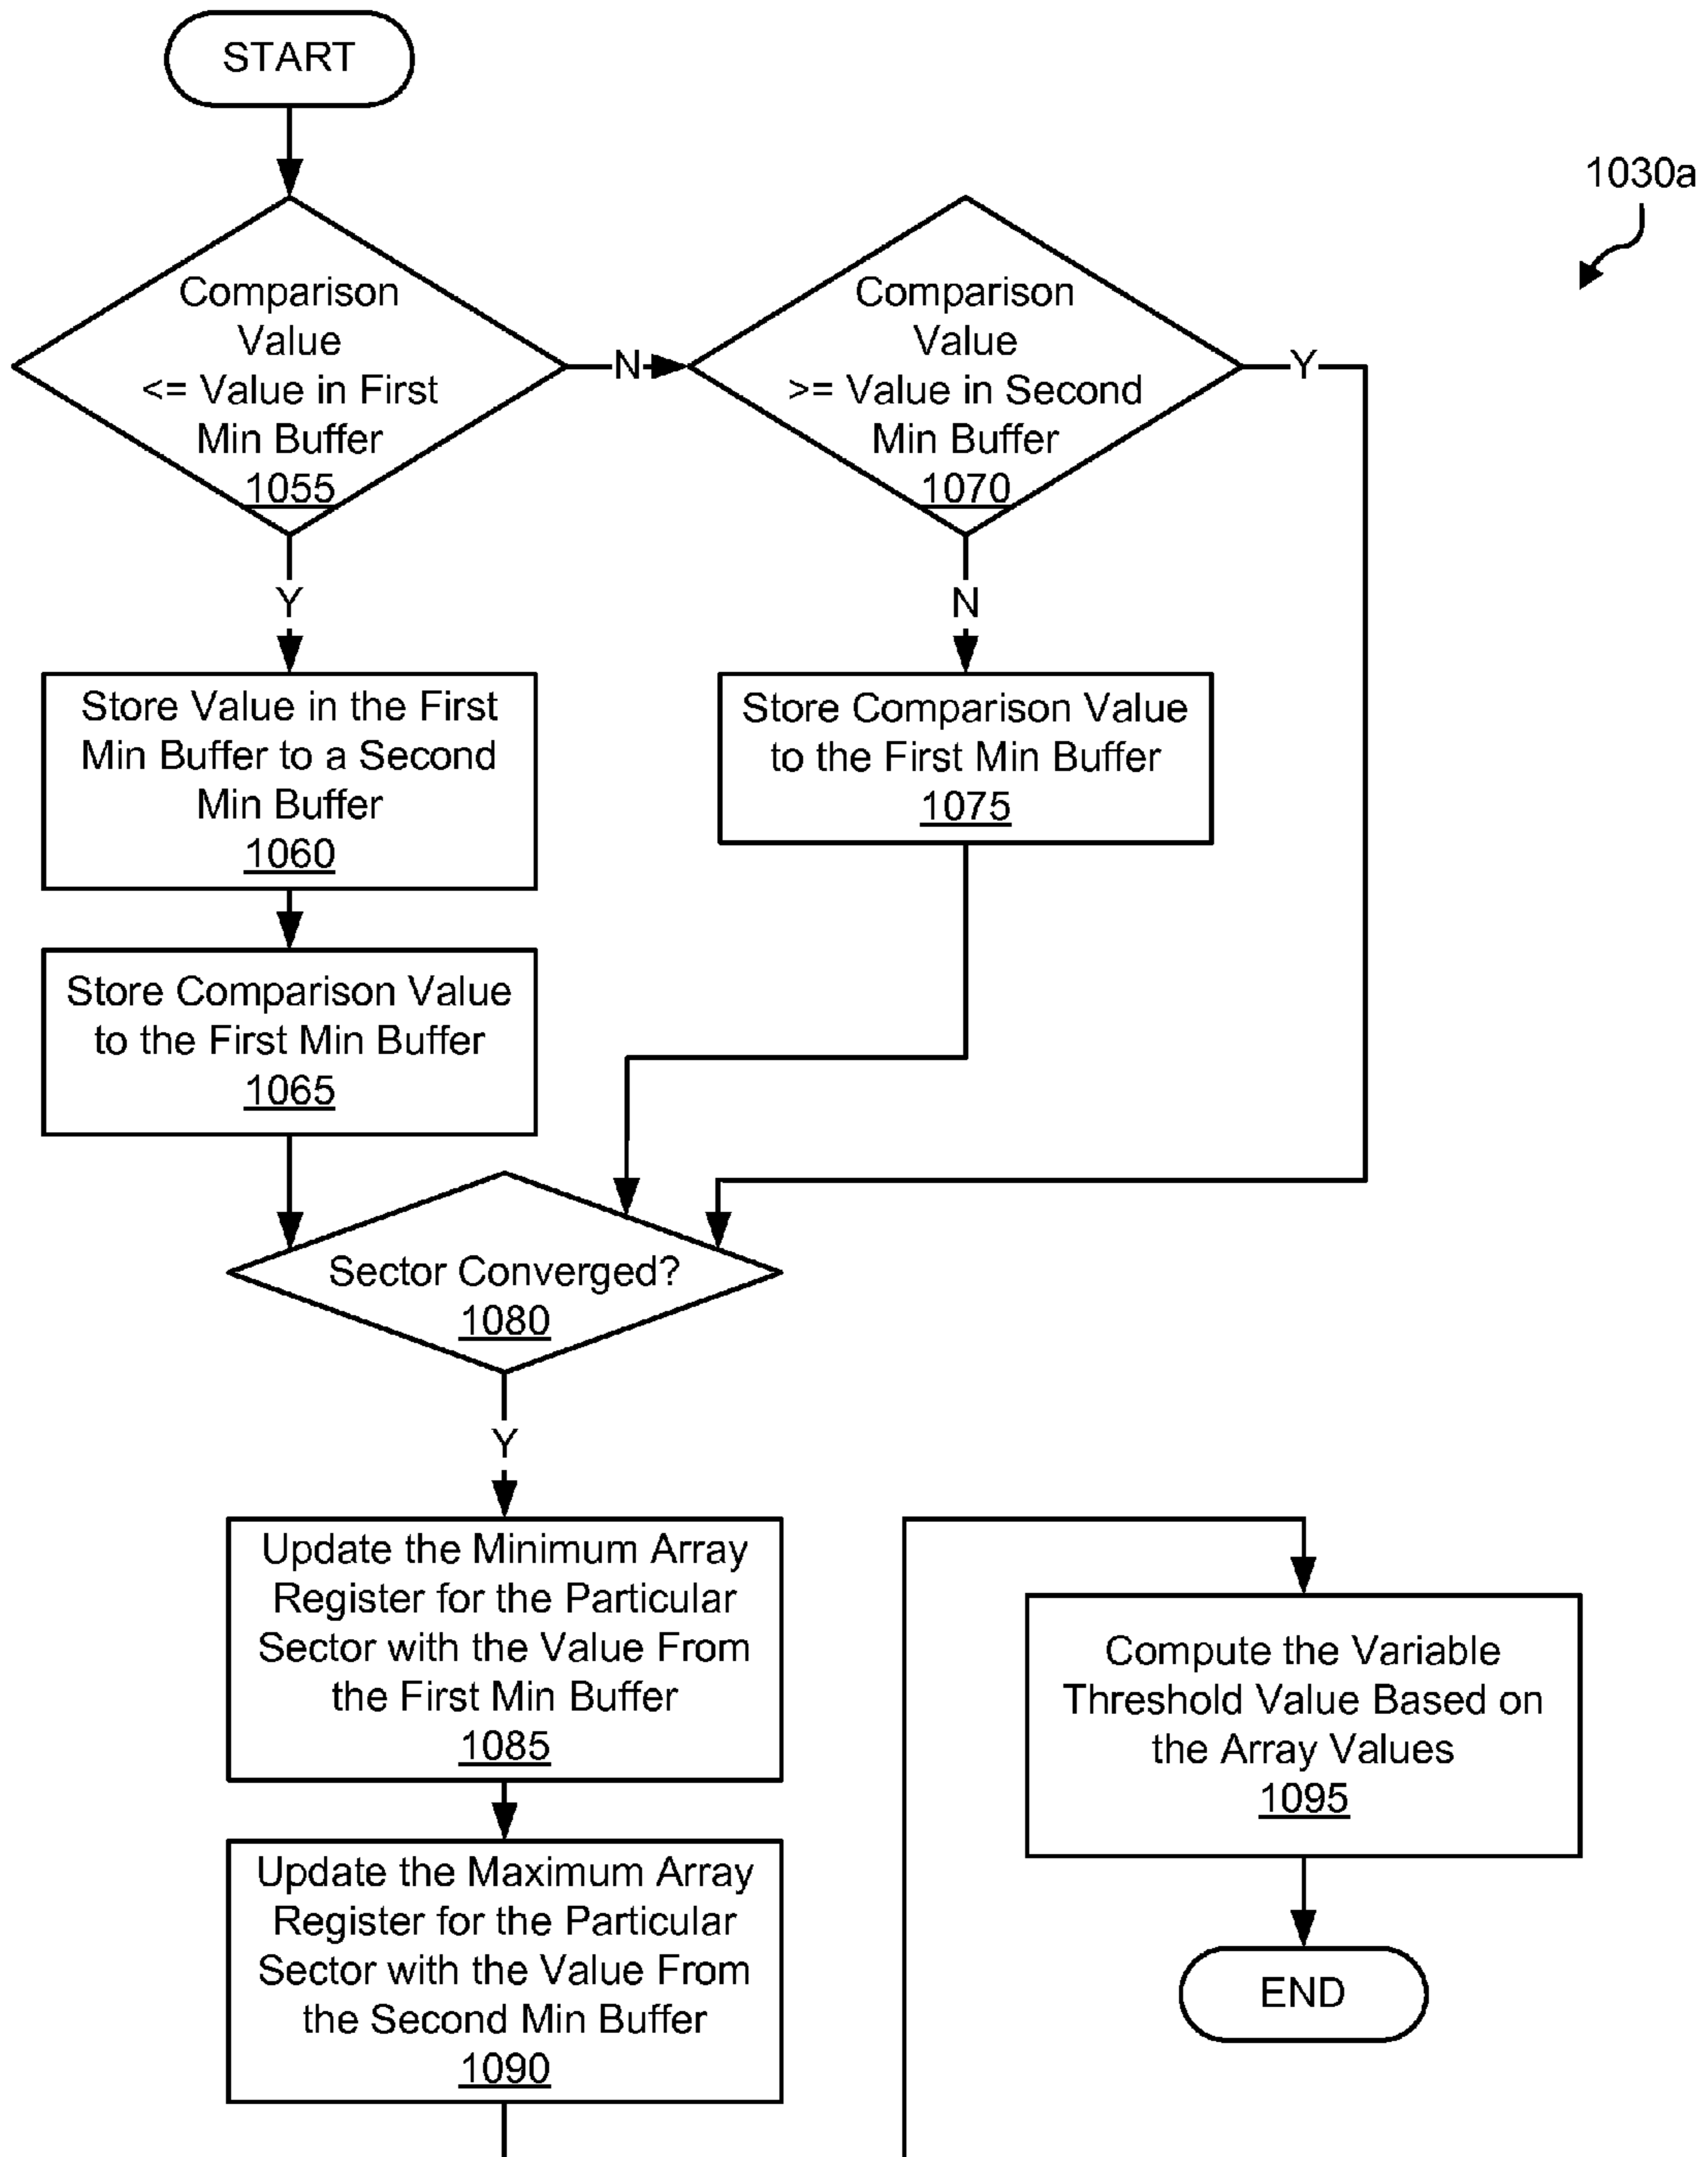 START
1030a
Comparison
Value
<= Value in First
Min Buffer
1055
N
Comparison
Value
>= Value in Second
Min Buffer
1070
Y
Y
N
Store Value in the First
Min Buffer to a Second
Min Buffer
1060
Store Comparison Value
to the First Min Buffer
1075
Store Comparison Value
to the First Min Buffer
1065
Sector Converged?
1080
Y
Update the Minimum Array
Register for the Particular
Sector with the Value From
the First Min Buffer
1085
Update the Maximum Array
Register for the Particular
Sector with the Value From
the Second Min Buffer
1090
Compute the Variable
Threshold Value Based on
the Array Values
1095
END